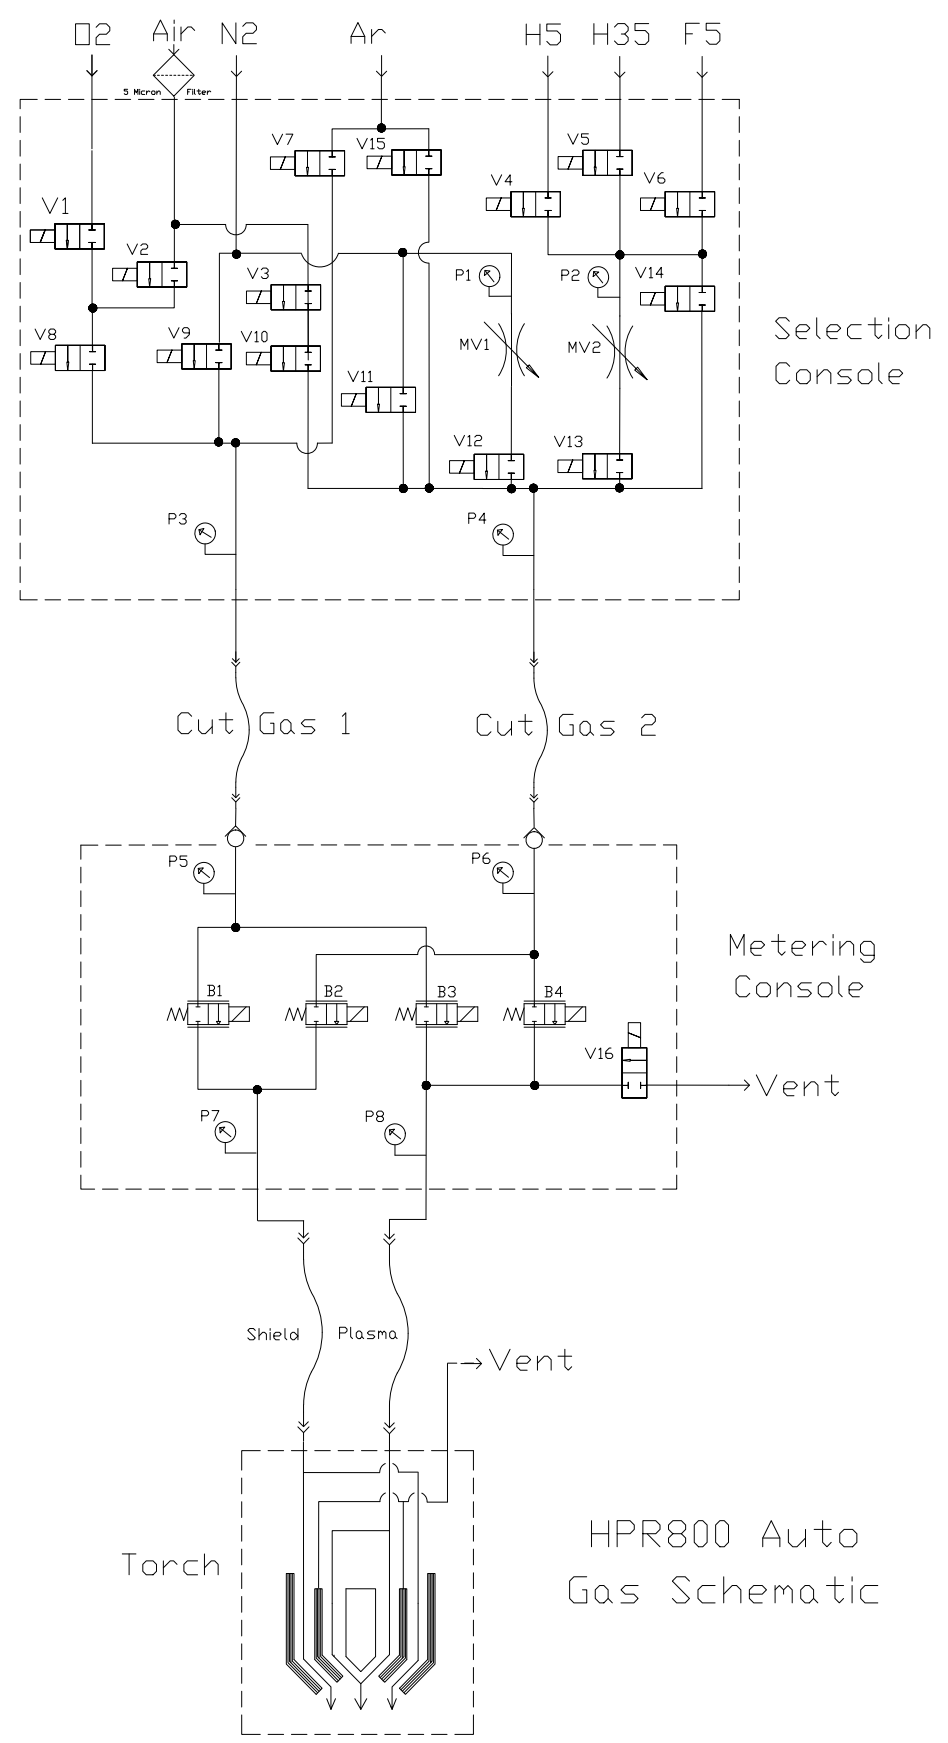 O2 Air N2 Ar H5 H35 F5
5 Micron Filter
V7 V15 V5
V4 V6
V1
V2
V3 P1 P2 V14
V8 V9 V10 MV1 MV2
Selection
Console
V11
V12 V13
P3 P4
Cut Gas 1 Cut Gas 2
P5 P6
Metering
Console
B1 B2 B3 B4
V16
Vent
P7 P8
Shield Plasma
Vent
HPR800 Auto
Gas Schematic
Torch